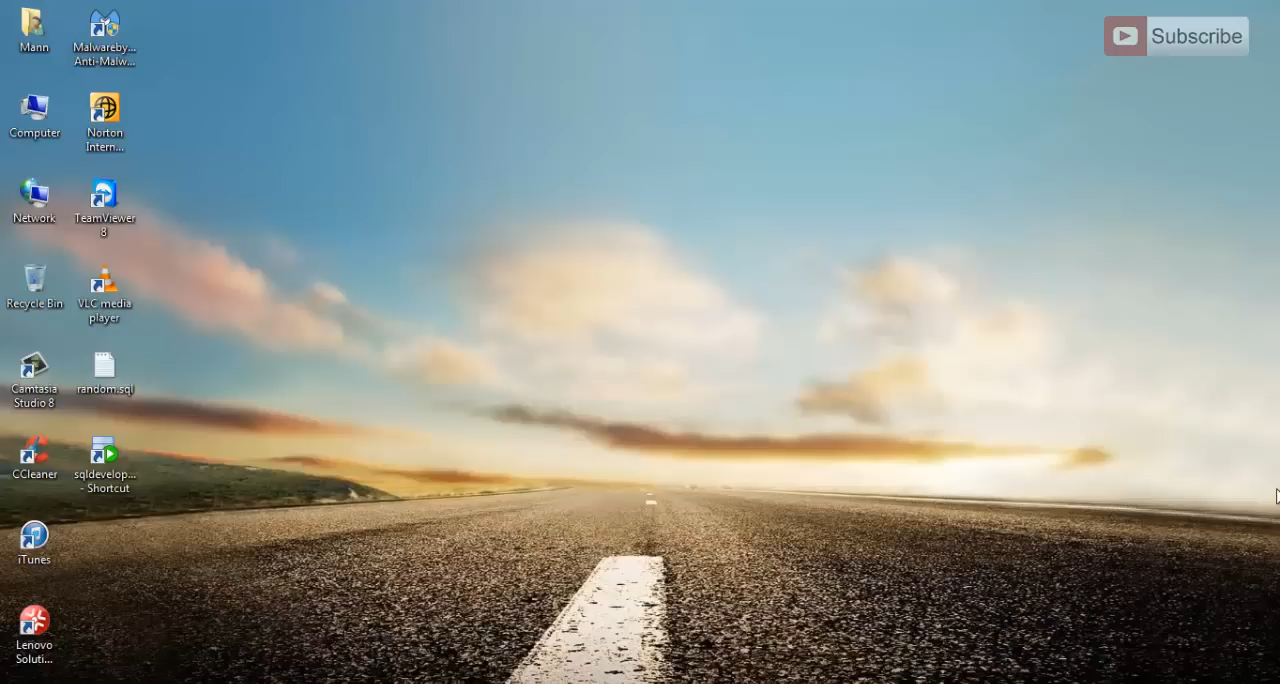 Mann
Malwareby...
Anti-Malw...
Computer
Norton
Intern...
Network
TeamViewer
8
Recycle Bin
VLC media
player
Camtasia
Studio 8
random.sql
CCleaner
sqldevelop...
- Shortcut
iTunes
Lenovo
Soluti...
Subscribe